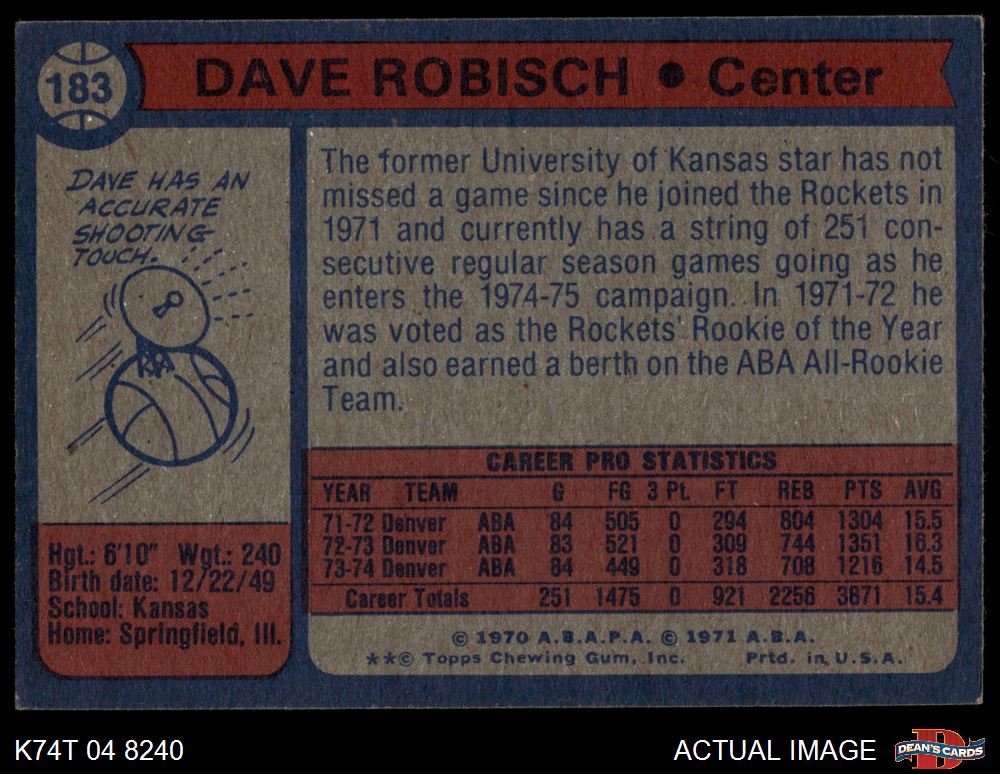 183
DAVE ROBISCH • Center
DAVE HAS AN
ACCURATE
SHOOTING
TOUCH.
The former University of Kansas star has not
missed a game since he joined the Rockets in
1971 and currently has a string of 251 con-
secutive regular season games going as he
enters the 1974-75 campaign. In 1971-72 he
was voted as the Rockets' Rookie of the Year
and also earned a berth on the ABA All-Rookie
Team.
Hgt.: 6'10" Wgt.: 240
Birth date: 12/22/49
School: Kansas
Home: Springfield, Ill.
CAREER PRO STATISTICS
YEAR TEAM G FG 3 Pt. FT REB PTS AVG
71-72 Denver ABA 84 505 0 294 804 1304 15.5
72-73 Denver ABA 83 521 0 309 744 1351 16.3
73-74 Denver ABA 84 449 0 318 708 1216 14.5
Career Totals 251 1475 0 921 2256 3871 15.4
© 1970 A.B.A.P.A. © 1971 A.B.A.
**© Topps Chewing Gum, Inc. Prtd. in U.S.A.
K74T 04 8240
ACTUAL IMAGE
DEAN'S CARDS